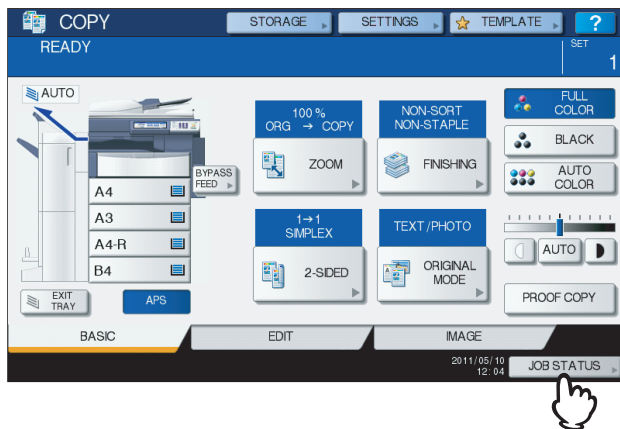 COPY
STORAGE
SETTINGS
TEMPLATE
?
READY
SET
1
AUTO
100 %
ORG → COPY
ZOOM
NON-SORT
NON-STAPLE
FINISHING
FULL
COLOR
BLACK
AUTO
COLOR
BYPASS
FEED
A4
A3
A4-R
B4
1→1
SIMPLEX
2-SIDED
TEXT/PHOTO
ORIGINAL
MODE
AUTO
EXIT
TRAY
APS
PROOF COPY
BASIC
EDIT
IMAGE
2011/05/10
12:04
JOB STATUS